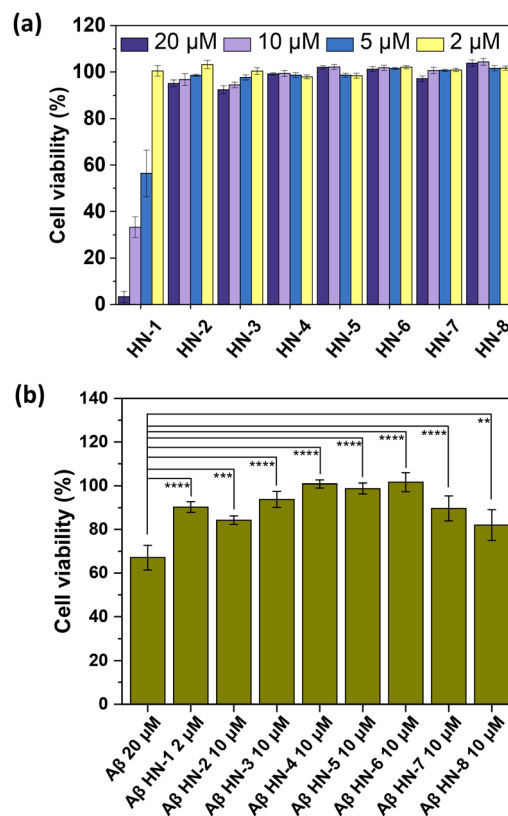 (a)
120
100
80
60
40
20
0
Cell viability (%)
20 µM 10 µM 5 µM 2 µM
HN-1 HN-2 HN-3 HN-4 HN-5 HN-6 HN-7 HN-8
(b)
140
120
100
80
60
40
20
0
Cell viability (%)
**
****
****
****
****
****
***
****
Aβ 20 µM
Aβ HN-1 2 µM
Aβ HN-2 10 µM
Aβ HN-3 10 µM
Aβ HN-4 10 µM
Aβ HN-5 10 µM
Aβ HN-6 10 µM
Aβ HN-7 10 µM
Aβ HN-8 10 µM